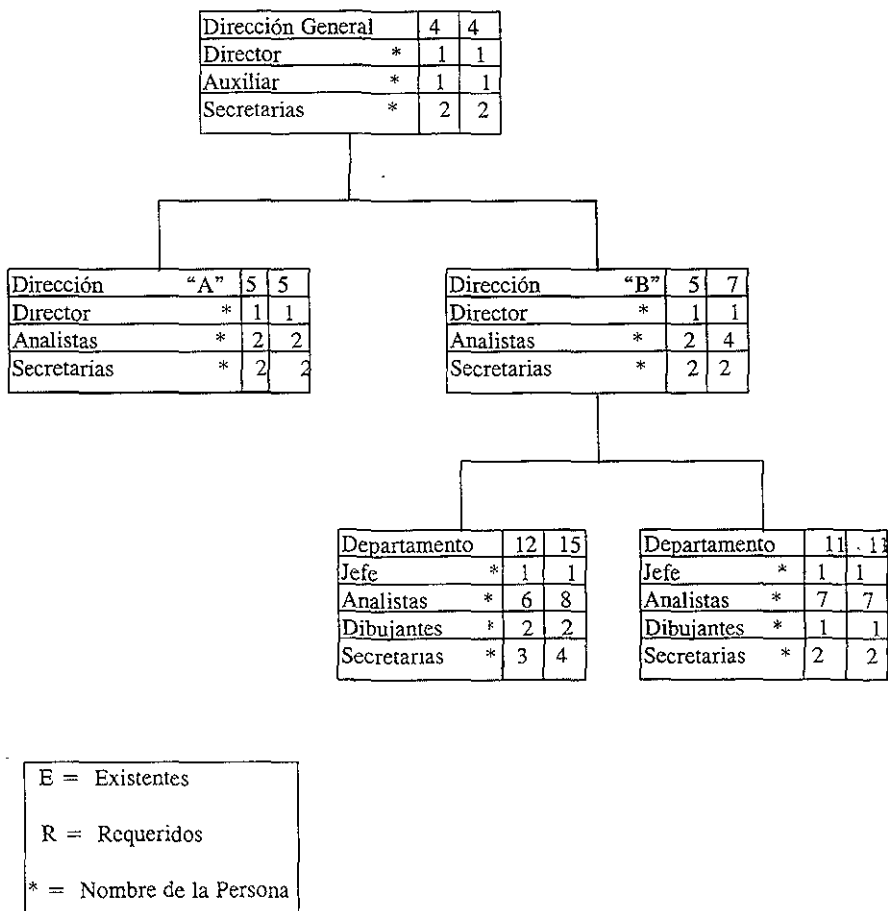 Dirección General 4 4
Director * 1 1
Auxiliar * 1 1
Secretarias * 2 2
Dirección "A" 5 5
Director * 1 1
Analistas * 2 2
Secretarias * 2 2
Dirección "B" 5 7
Director * 1 1
Analistas * 2 4
Secretarias * 2 2
Departamento 12 15
Jefe * 1 1
Analistas * 6 8
Dibujantes * 2 2
Secretarias * 3 4
Departamento 11 11
Jefe * 1 1
Analistas * 7 7
Dibujantes * 1 1
Secretarias * 2 2
E = Existentes
R = Requeridos
* = Nombre de la Persona